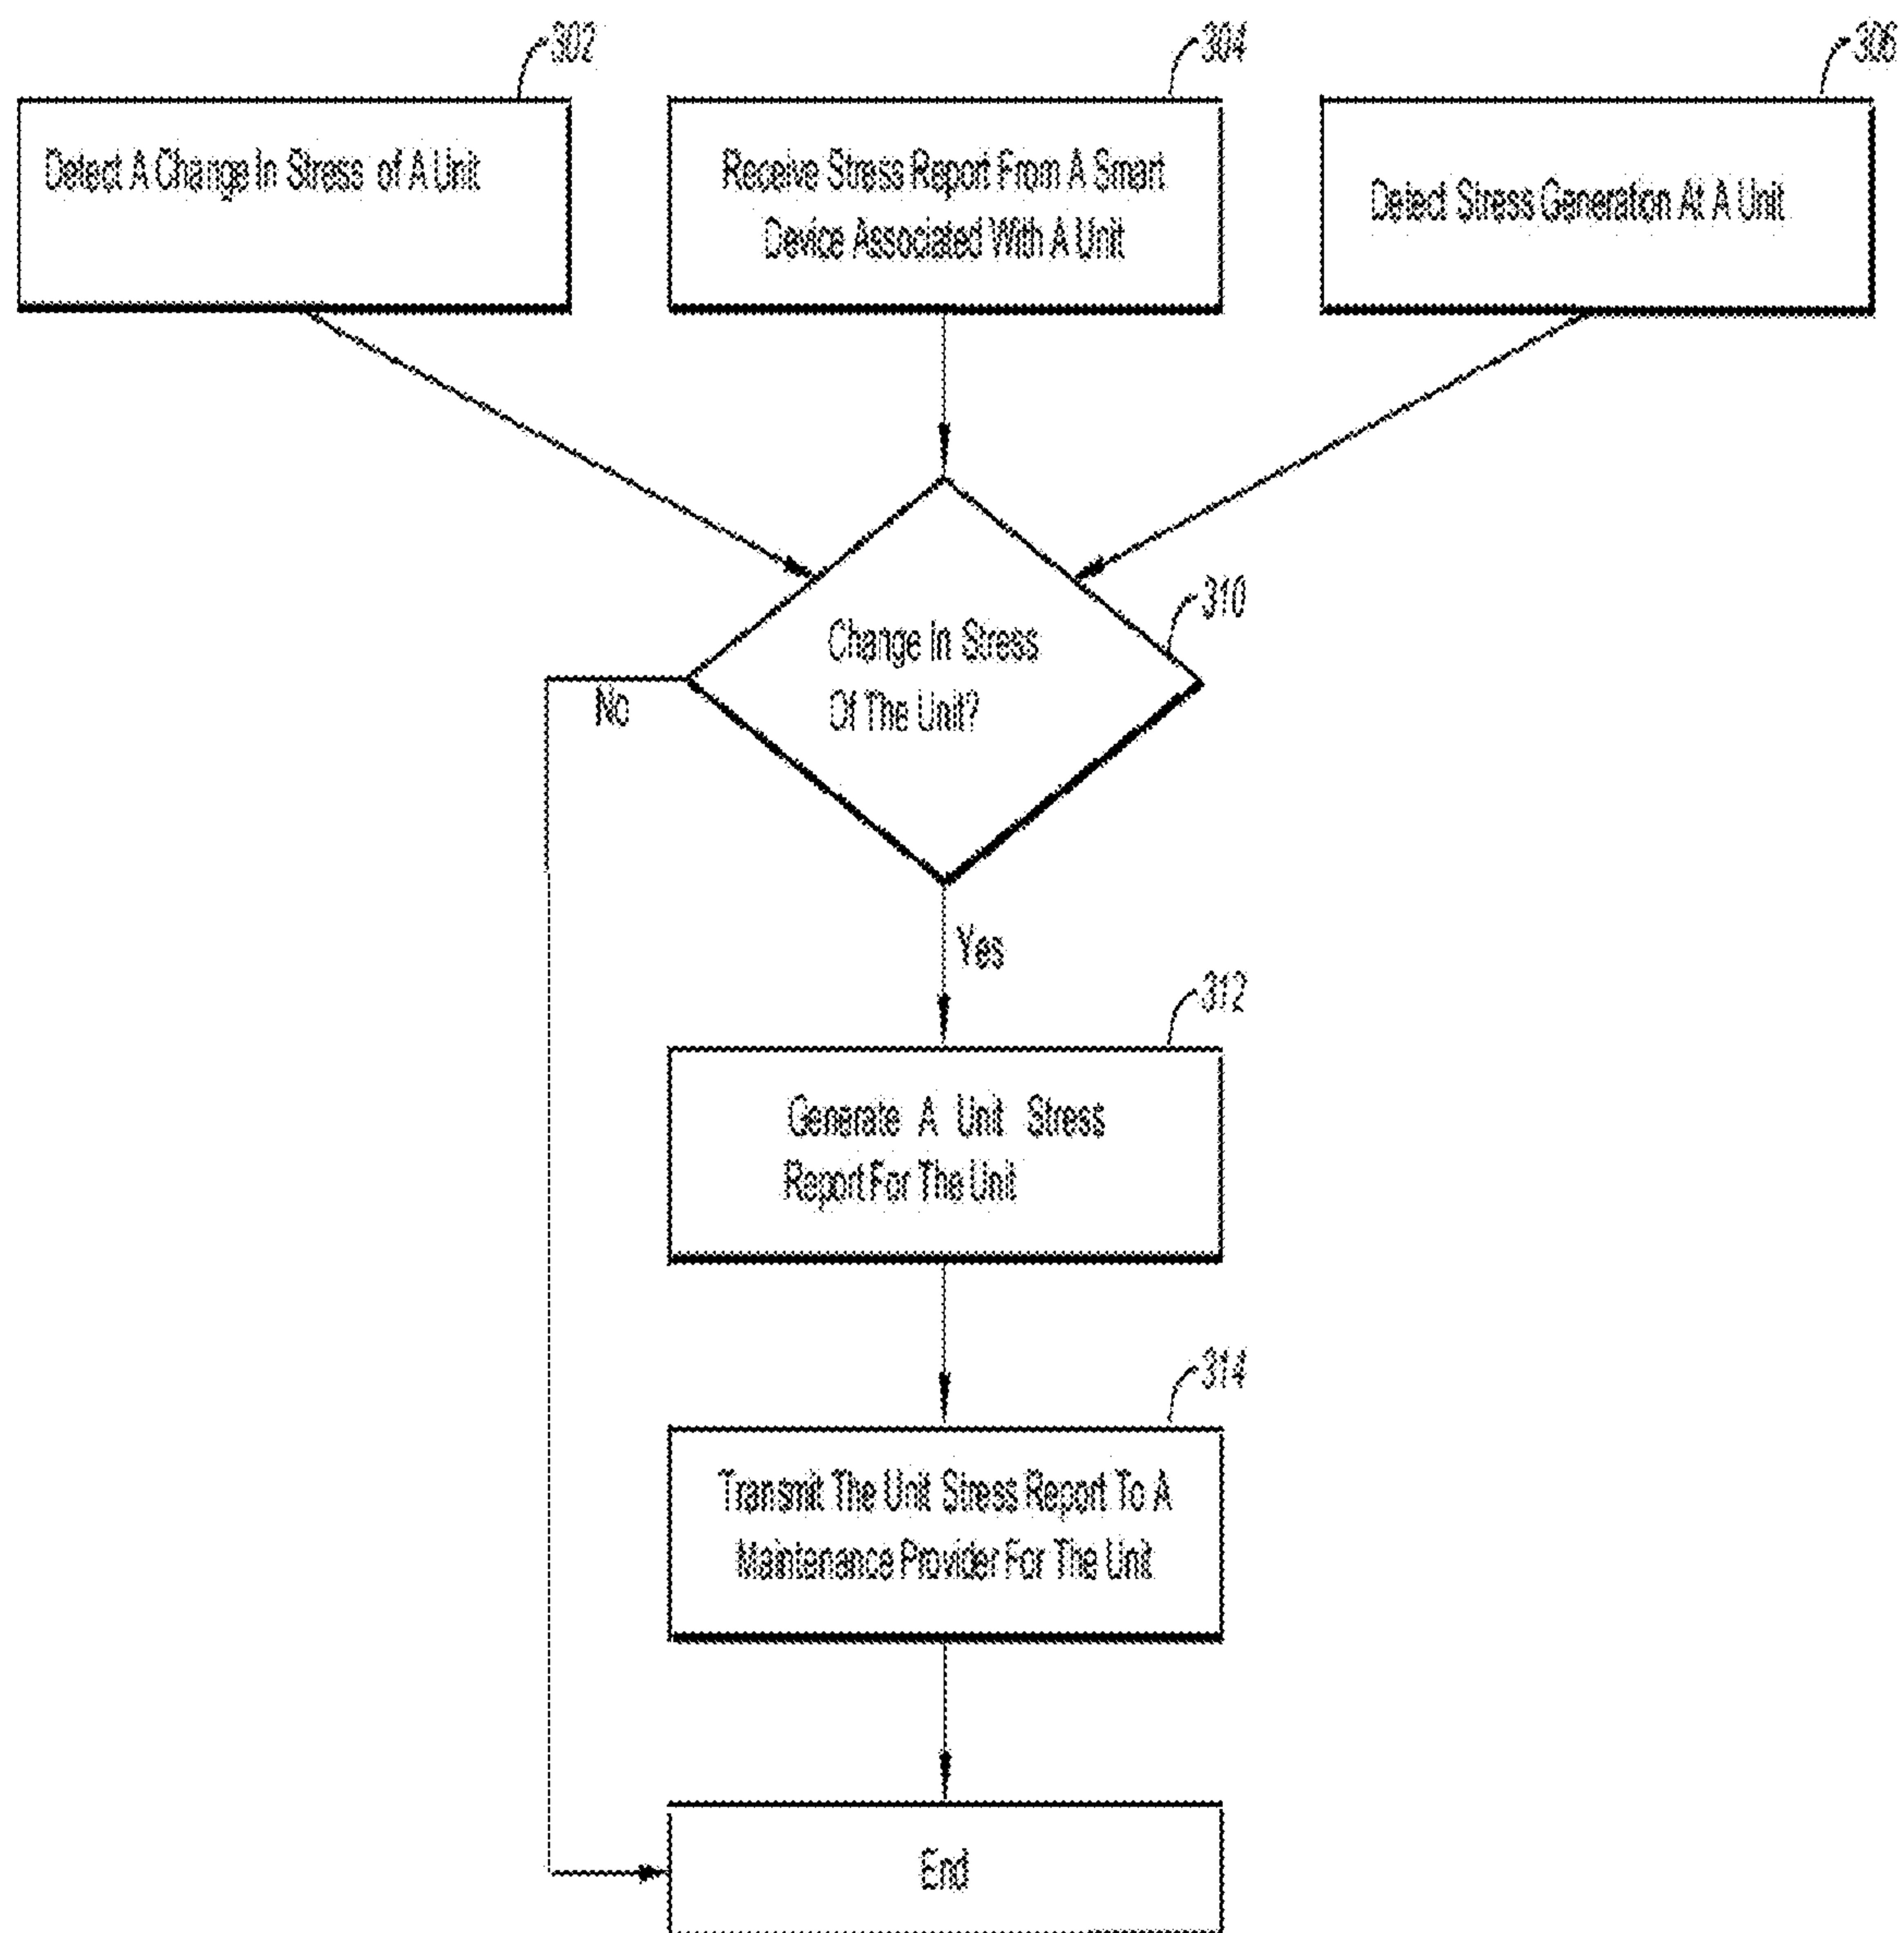 302
304
306
Detect A Change In Stress of A Unit
Receive Stress Report From A Smart
Device Associated With A Unit
Detect Stress Generation At A Unit
310
Change In Stress
Of The Unit?
No
Yes
312
Generate A Unit Stress
Report For The Unit
314
Transmit The Unit Stress Report To A
Maintenance Provider For The Unit
End